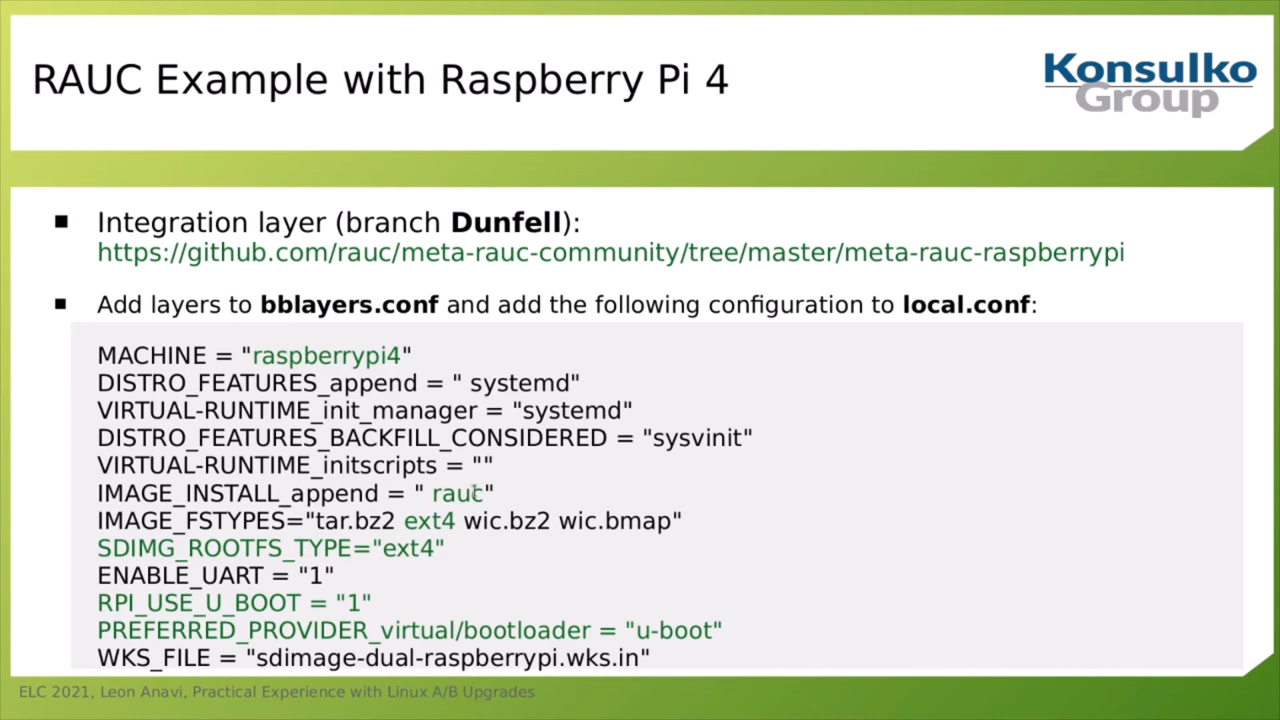 RAUC Example with Raspberry Pi 4
Konsulko
Group
Integration layer (branch Dunfell):
https://github.com/rauc/meta-rauc-community/tree/master/meta-rauc-raspberrypi
Add layers to bblayers.conf and add the following configuration to local.conf:
MACHINE = "raspberrypi4"
DISTRO_FEATURES_append = " systemd"
VIRTUAL-RUNTIME_init_manager = "systemd"
DISTRO_FEATURES_BACKFILL_CONSIDERED = "sysvinit"
VIRTUAL-RUNTIME_initscripts = ""
IMAGE_INSTALL_append = " rauc"
IMAGE_FSTYPES="tar.bz2 ext4 wic.bz2 wic.bmap"
SDIMG_ROOTFS_TYPE="ext4"
ENABLE_UART = "1"
RPI_USE_U_BOOT = "1"
PREFERRED_PROVIDER_virtual/bootloader = "u-boot"
WKS_FILE = "sdimage-dual-raspberrypi.wks.in"
ELC 2021, Leon Anavi, Practical Experience with Linux A/B Upgrades